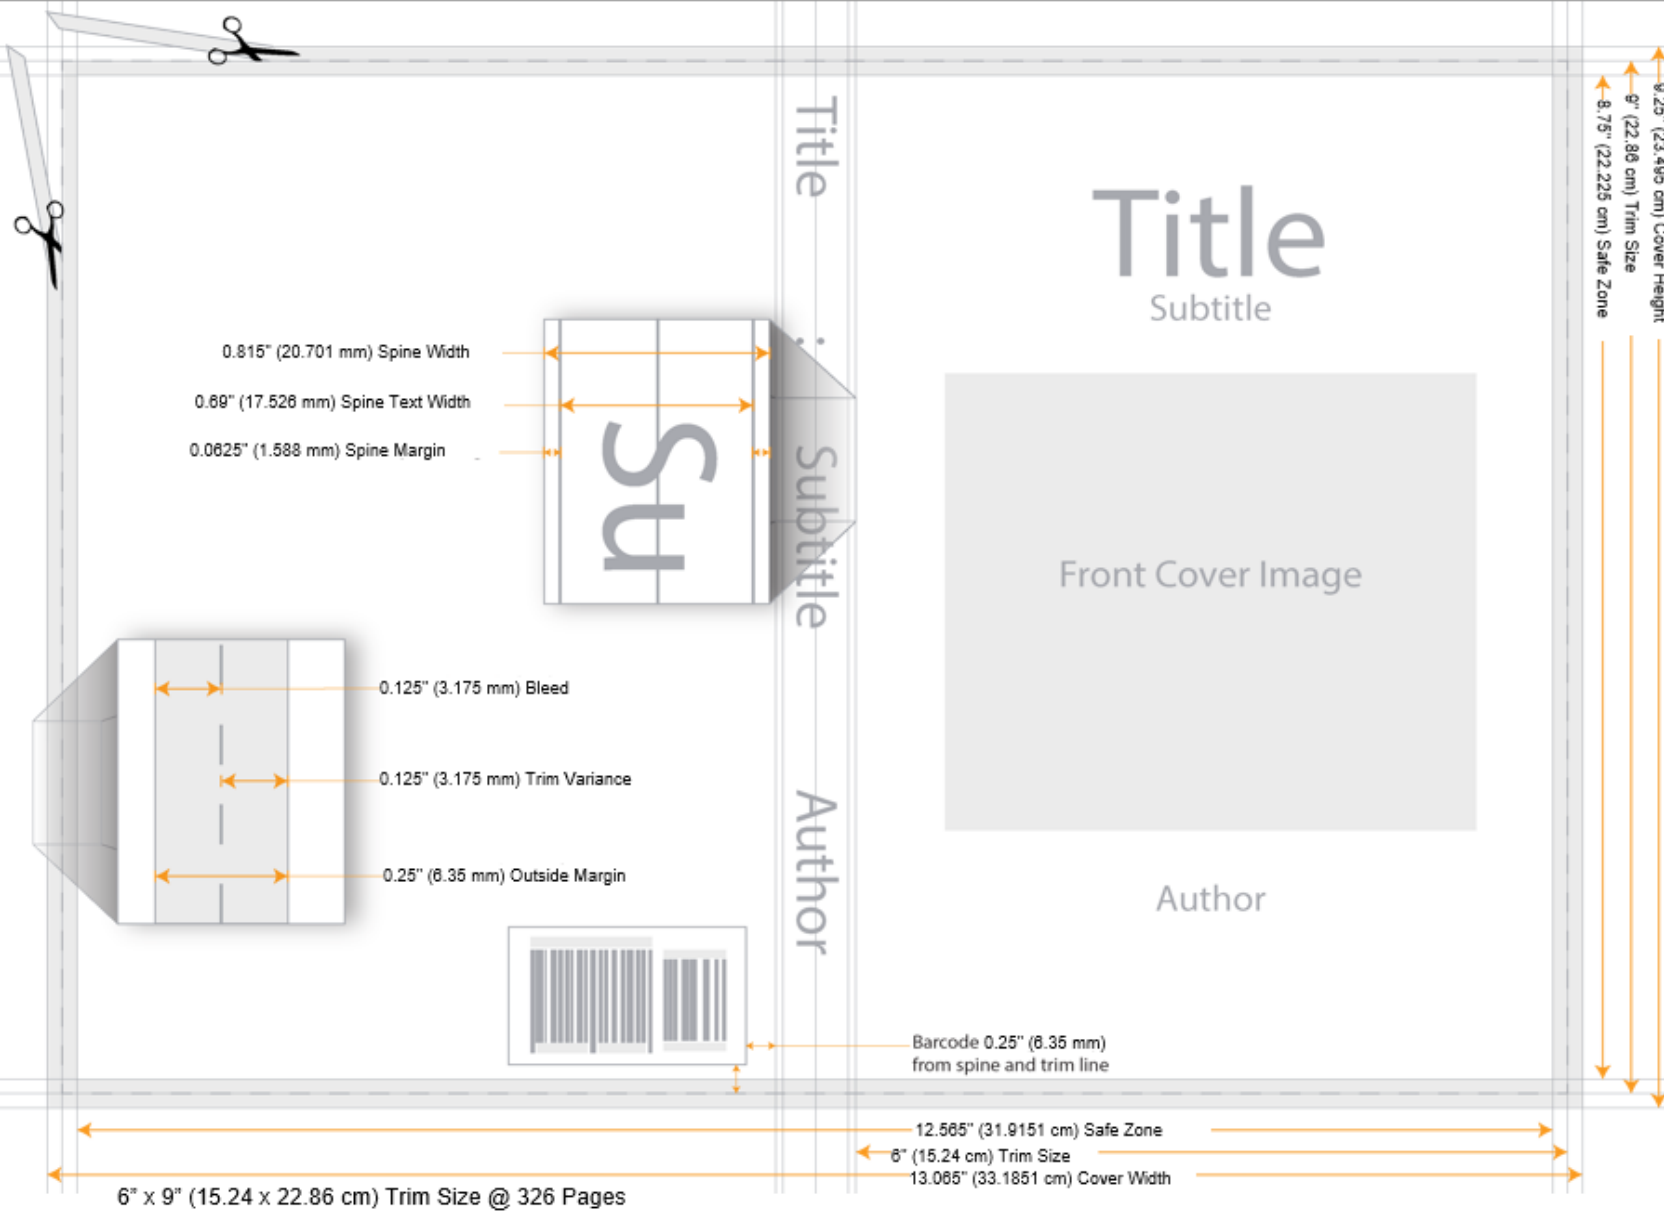 Title
:
Subtitle
Author
Title
Subtitle
Front Cover Image
Author
0.815" (20.701 mm) Spine Width
0.69" (17.526 mm) Spine Text Width
0.0625" (1.588 mm) Spine Margin
Su
0.125" (3.175 mm) Bleed
0.125" (3.175 mm) Trim Variance
0.25" (6.35 mm) Outside Margin
Barcode 0.25" (6.35 mm)
from spine and trim line
8.75" (22.225 cm) Safe Zone
9" (22.86 cm) Trim Size
9.25" (23.495 cm) Cover Height
12.565" (31.9151 cm) Safe Zone
6" (15.24 cm) Trim Size
13.065" (33.1851 cm) Cover Width
6" x 9" (15.24 x 22.86 cm) Trim Size @ 326 Pages